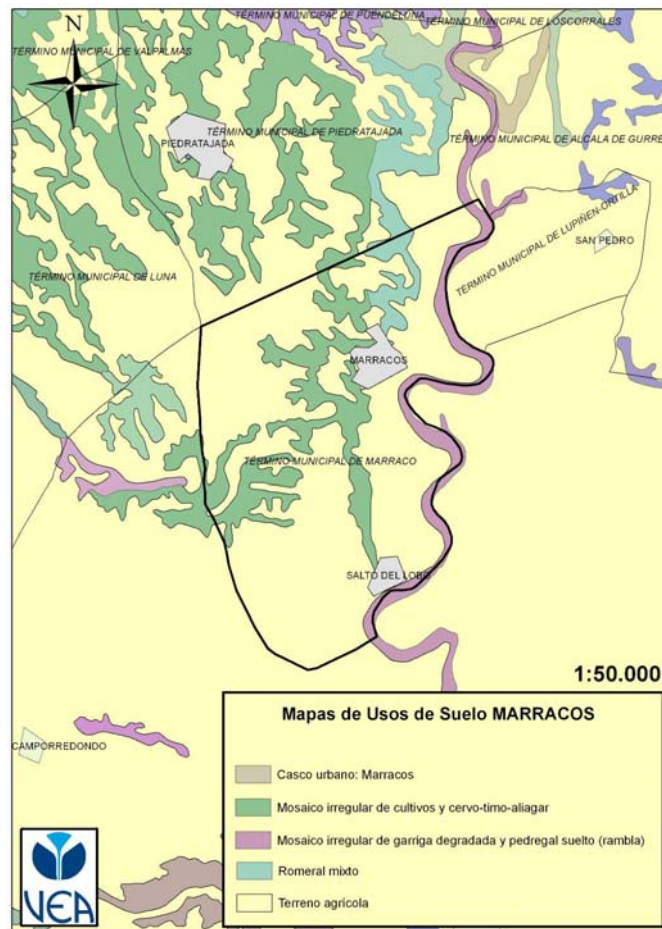 TÉRMINO MUNICIPAL DE PUENDELUNA
TÉRMINO MUNICIPAL DE LOSCORRALES
N
TÉRMINO MUNICIPAL DE VALPALMAS
TÉRMINO MUNICIPAL DE PIEDRATAJADA
PIEDRATAJADA
TÉRMINO MUNICIPAL DE ALCALA DE GURRE
TÉRMINO MUNICIPAL DE LUPIÑEN-ORTILLA
SAN PEDRO
TÉRMINO MUNICIPAL DE LUNA
MARRACOS
TÉRMINO MUNICIPAL DE MARRACO
SALTO DEL LOBO
1:50.000
Mapas de Usos de Suelo MARRACOS
CAMPORREDONDO
Casco urbano: Marracos
Mosaico irregular de cultivos y cervo-timo-aliagar
Mosaico irregular de garriga degradada y pedregal suelto (rambla)
Romeral mixto
Terreno agrícola
VEA